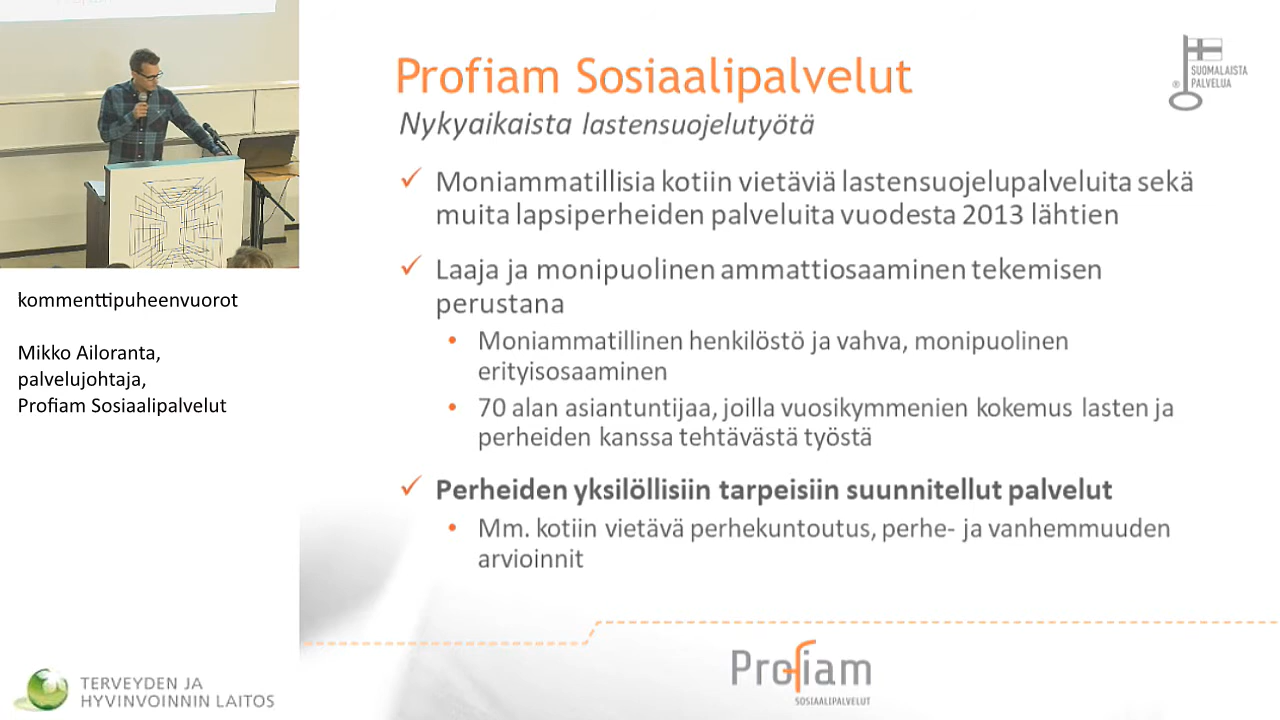 Profiam Sosiaalipalvelut
Nykyaikaista lastensuojelutyötä
SUOMALAISTA
® PALVELUA
Moniammatillisia kotiin vietäviä lastensuojelupalveluita sekä
muita lapsiperheiden palveluita vuodesta 2013 lähtien
Laaja ja monipuolinen ammattiosaaminen tekemisen
perustana
• Moniammatillinen henkilöstö ja vahva, monipuolinen
erityisosaaminen
• 70 alan asiantuntijaa, joilla vuosikymmenien kokemus lasten ja
perheiden kanssa tehtävästä työstä
Perheiden yksilöllisiin tarpeisiin suunnitellut palvelut
• Mm. kotiin vietävä perhekuntoutus, perhe- ja vanhemmuuden
arvioinnit
kommenttipuheenvuorot
Mikko Ailoranta,
palvelujohtaja,
Profiam Sosiaalipalvelut
TERVEYDEN JA
HYVINVOINNIN LAITOS
Profiam
SOSIAALIPALVELUT